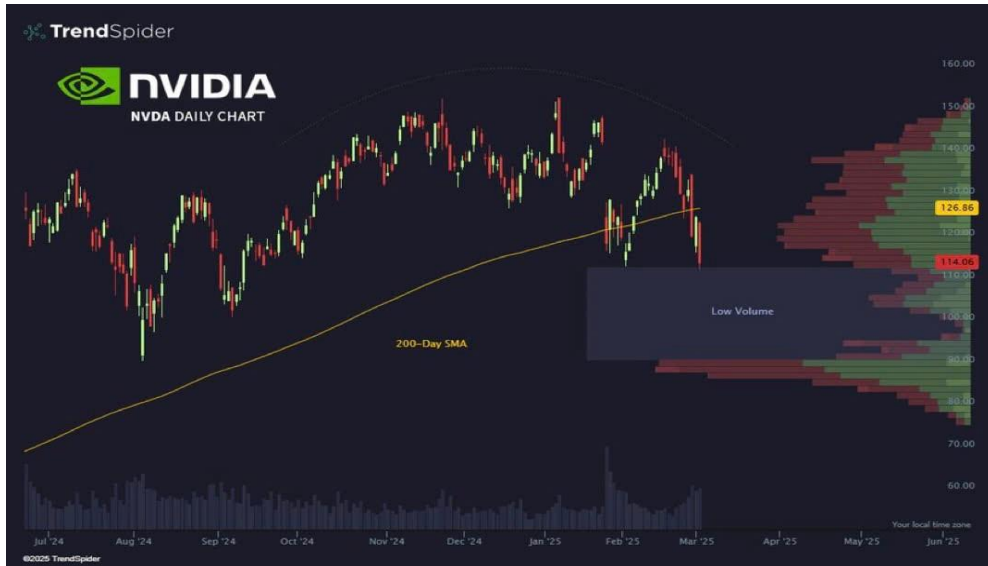 TrendSpider
NVIDIA
NVDA DAILY CHART
160.00
150.00
140.00
130.00
126.86
120.00
114.06
110.00
Low Volume
100.00
200-Day SMA
90.00
80.00
70.00
60.00
Your local time zone
Jul '24 Aug '24 Sep '24 Oct '24 Nov '24 Dec '24 Jan '25 Feb '25 Mar '25 Apr '25 May '25 Jun '25
©2025 TrendSpider